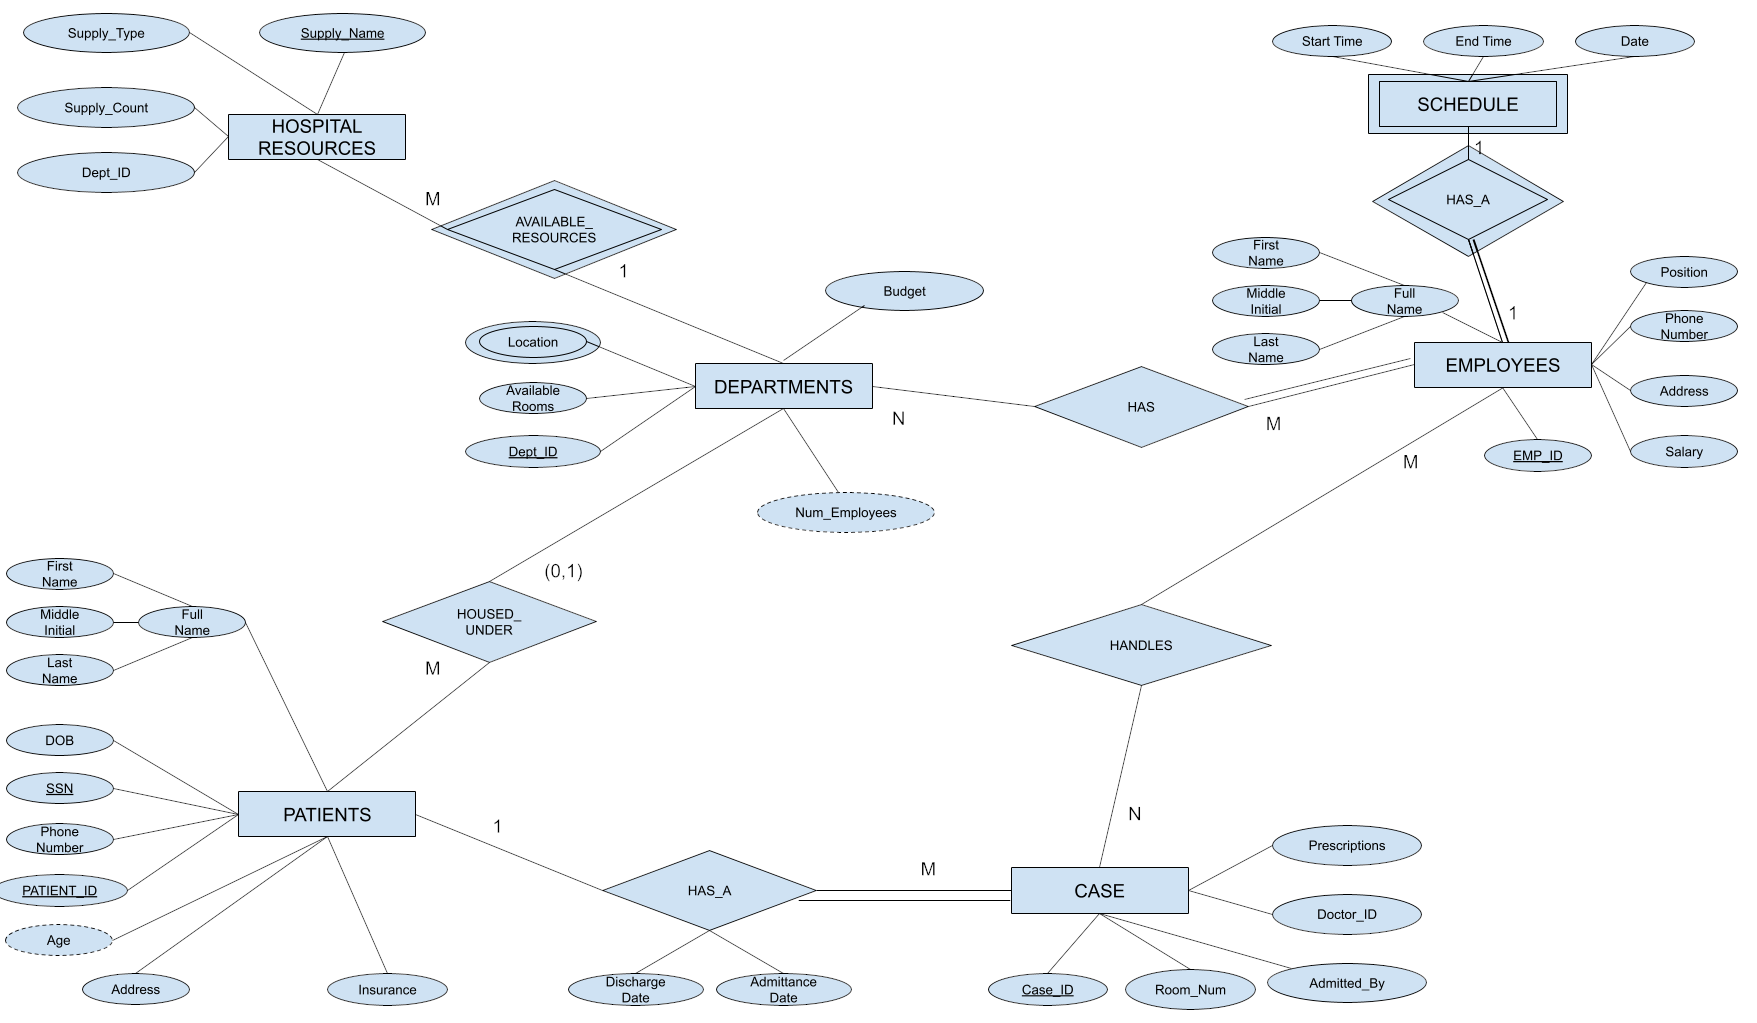 Supply_Type
Supply_Name
Supply_Count
Dept_ID
HOSPITAL
RESOURCES
M
AVAILABLE_
RESOURCES
1
Start Time
End Time
Date
SCHEDULE
1
HAS_A
1
First
Name
Middle
Initial
Last
Name
Full
Name
Position
Phone
Number
Address
Salary
EMPLOYEES
EMP_ID
Budget
Location
Available
Rooms
Dept_ID
DEPARTMENTS
Num_Employees
N
HAS
M
M
HANDLES
N
(0,1)
HOUSED_
UNDER
M
First
Name
Middle
Initial
Last
Name
Full
Name
DOB
SSN
Phone
Number
PATIENT_ID
Age
Address
Insurance
PATIENTS
1
HAS_A
M
Discharge
Date
Admittance
Date
CASE
Prescriptions
Doctor_ID
Admitted_By
Room_Num
Case_ID